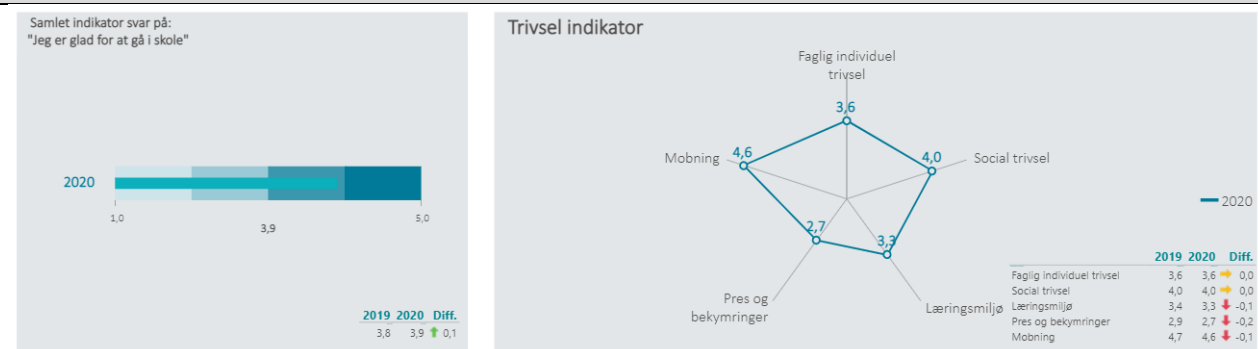 Samlet indikator svar på:
"Jeg er glad for at gå i skole"
2020
1,0
5,0
3,9
2019 2020 Diff.
3,8 3,9 0,1
Trivsel indikator
Faglig individuel
trivsel
3,6
Mobning 4,6
4,0 Social trivsel
2,7
3,3
Pres og
bekymringer
Læringsmiljø
2020
2019 2020 Diff.
Faglig individuel trivsel 3,6 3,6 0,0
Social trivsel 4,0 4,0 0,0
Læringsmiljø 3,4 3,3 -0,1
Pres og bekymringer 2,9 2,7 -0,2
Mobning 4,7 4,6 -0,1